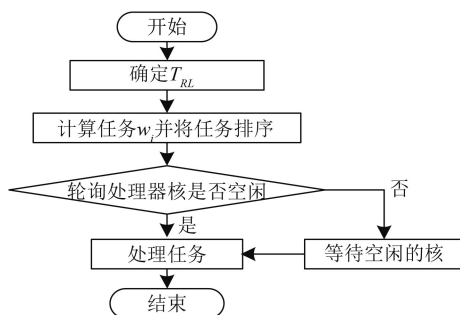 开始
确定T_{RL}
计算任务w_i并将任务排序
轮询处理器核是否空闲
否
是
处理任务
等待空闲的核
结束